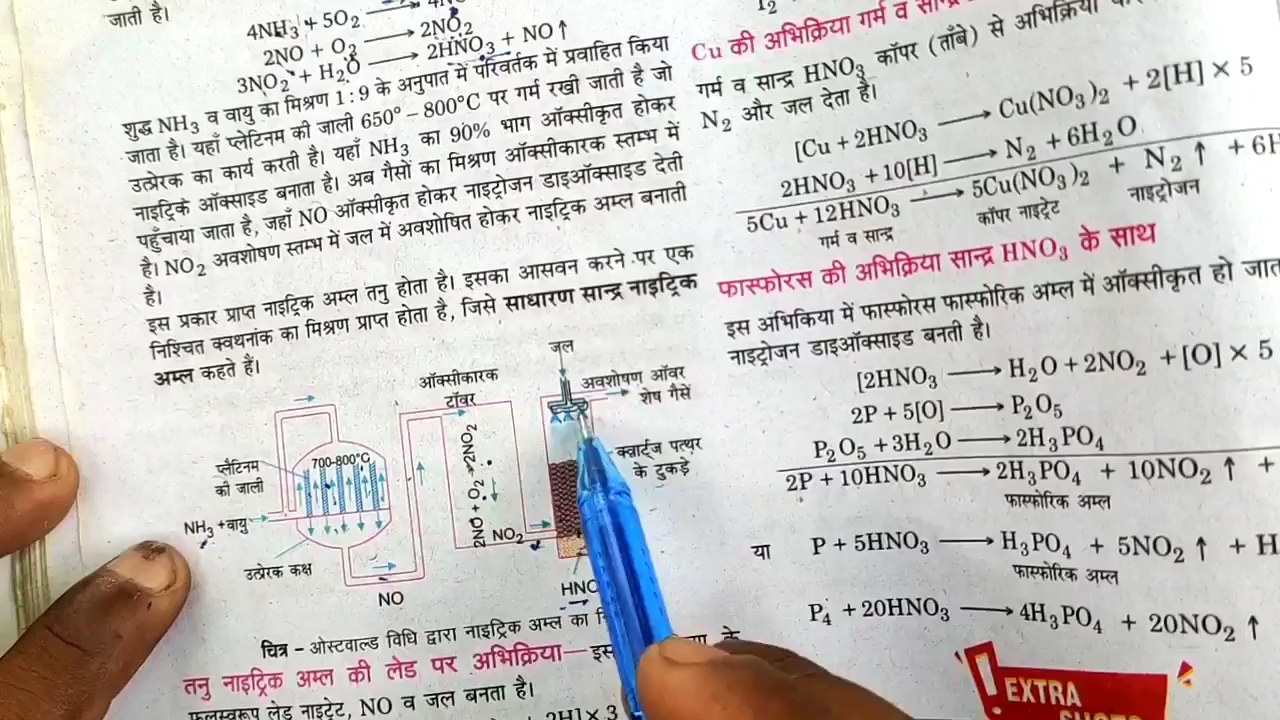 जाती है।
4NH₃ + 5O₂ ⟶
2NO + O₂ ⟶ 2NO₂
3NO₂ + H₂O ⟶ 2HNO₃ + NO↑
शुद्ध NH₃ व वायु का मिश्रण 1 : 9 के अनुपात में परिवर्तक में प्रवाहित किया
जाता है। यहाँ प्लेटिनम की जाली 650° – 800°C पर गर्म रखी जाती है जो
उत्प्रेरक का कार्य करती है। यहाँ NH₃ का 90% भाग ऑक्सीकृत होकर
नाइट्रिक ऑक्साइड बनाता है। अब गैसों का मिश्रण ऑक्सीकारक स्तम्भ में
पहुँचाया जाता है, जहाँ NO ऑक्सीकृत होकर नाइट्रोजन डाइऑक्साइड देती
है। NO₂ अवशोषण स्तम्भ में जल में अवशोषित होकर नाइट्रिक अम्ल बनाती
है।
इस प्रकार प्राप्त नाइट्रिक अम्ल तनु होता है। इसका आसवन करने पर एक
निश्चित क्वथनांक का मिश्रण प्राप्त होता है, जिसे साधारण सान्द्र नाइट्रिक
अम्ल कहते हैं।
जल
ऑक्सीकारक
टॉवर
अवशोषण ऑवर
शेष गैसें
प्लैटिनम
की जाली
700-800°C
2NO + O₂ → 2NO₂
क्वार्ट्ज पत्थर
के टुकड़े
NH₃ +वायु
NO₂
उत्प्रेरक कक्ष
NO
चित्र – ओस्टवाल्ड विधि द्वारा नाइट्रिक अम्ल का
तनु नाइट्रिक अम्ल की लेड पर अभिक्रिया—इस
के
फलस्वरूप लेड नाइट्रेट, NO व जल बनता है।
2H] × 3
I₂
Cu की अभिक्रिया गर्म व
गर्म व सान्द्र HNO₃ कॉपर (ताँबे) से अभिक्रिया
N₂ और जल देता है।
[Cu + 2HNO₃ ⟶ Cu(NO₃)₂ + 2[H] × 5
2HNO₃ + 10[H] ⟶ N₂ + 6H₂O
5Cu + 12HNO₃ ⟶ 5Cu(NO₃)₂ + N₂↑ + 6H
गर्म व सान्द्र कॉपर नाइट्रेट नाइट्रोजन
फास्फोरस की अभिक्रिया सान्द्र HNO₃ के साथ
इस अभिकिया में फास्फोरस फास्फोरिक अम्ल में ऑक्सीकृत हो
नाइट्रोजन डाइऑक्साइड बनती है।
[2HNO₃ ⟶ H₂O + 2NO₂ + [O] × 5
2P + 5[O] ⟶ P₂O₅
P₂O₅ + 3H₂O ⟶ 2H₃PO₄
2P + 10HNO₃ ⟶ 2H₃PO₄ + 10NO₂↑ +
फास्फोरिक अम्ल
या P + 5HNO₃ ⟶ H₃PO₄ + 5NO₂↑ + H
फास्फोरिक अम्ल
P₄ + 20HNO₃ ⟶ 4H₃PO₄ + 20NO₂↑
EXTRA